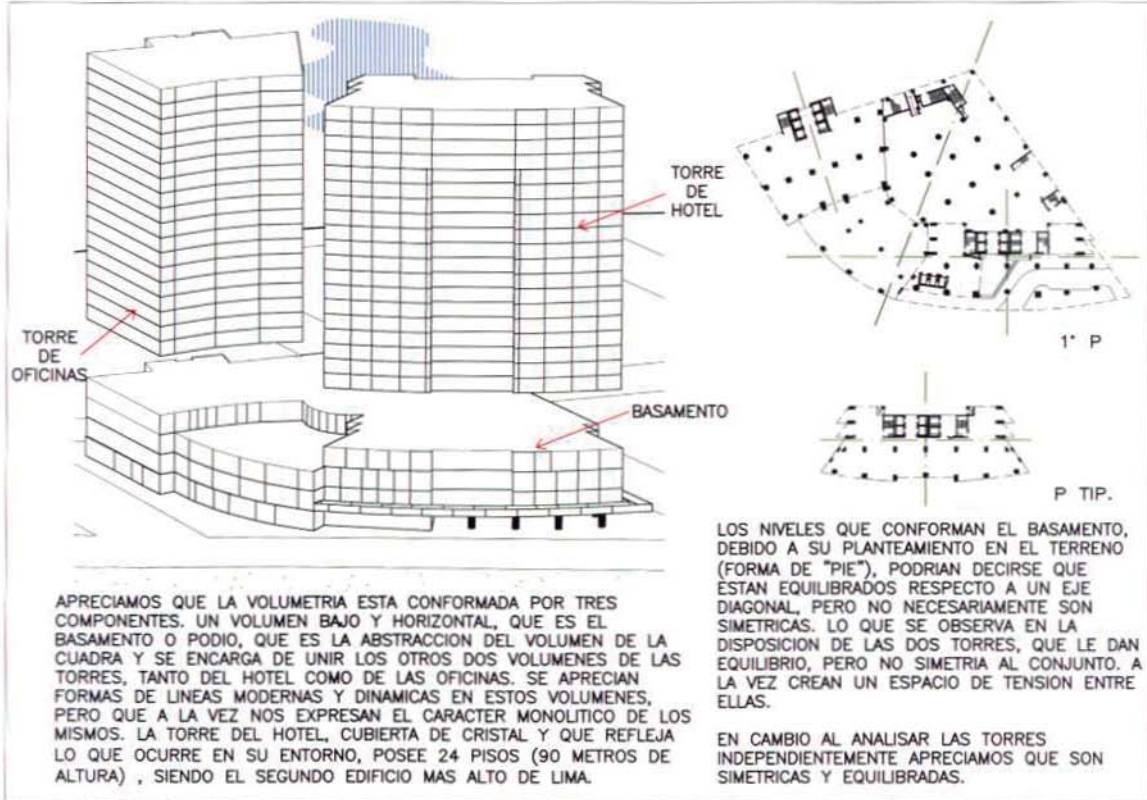 TORRE
DE
HOTEL
TORRE
DE
OFICINAS
BASAMENTO
1° P
P TIP.
APRECIAMOS QUE LA VOLUMETRIA ESTA CONFORMADA POR TRES
COMPONENTES. UN VOLUMEN BAJO Y HORIZONTAL, QUE ES EL
BASAMENTO O PODIO, QUE ES LA ABSTRACCION DEL VOLUMEN DE LA
CUADRA Y SE ENCARGA DE UNIR LOS OTROS DOS VOLUMENES DE LAS
TORRES, TANTO DEL HOTEL COMO DE LAS OFICINAS. SE APRECIAN
FORMAS DE LINEAS MODERNAS Y DINAMICAS EN ESTOS VOLUMENES,
PERO QUE A LA VEZ NOS EXPRESAN EL CARACTER MONOLITICO DE LOS
MISMOS. LA TORRE DEL HOTEL, CUBIERTA DE CRISTAL Y QUE REFLEJA
LO QUE OCURRE EN SU ENTORNO, POSEE 24 PISOS (90 METROS DE
ALTURA) , SIENDO EL SEGUNDO EDIFICIO MAS ALTO DE LIMA.
LOS NIVELES QUE CONFORMAN EL BASAMENTO,
DEBIDO A SU PLANTEAMIENTO EN EL TERRENO
(FORMA DE "PIE"), PODRIAN DECIRSE QUE
ESTAN EQUILIBRADOS RESPECTO A UN EJE
DIAGONAL, PERO NO NECESARIAMENTE SON
SIMETRICAS. LO QUE SE OBSERVA EN LA
DISPOSICION DE LAS DOS TORRES, QUE LE DAN
EQUILIBRIO, PERO NO SIMETRIA AL CONJUNTO. A
LA VEZ CREAN UN ESPACIO DE TENSION ENTRE
ELLAS.
EN CAMBIO AL ANALISAR LAS TORRES
INDEPENDIENTEMENTE APRECIAMOS QUE SON
SIMETRICAS Y EQUILIBRADAS.